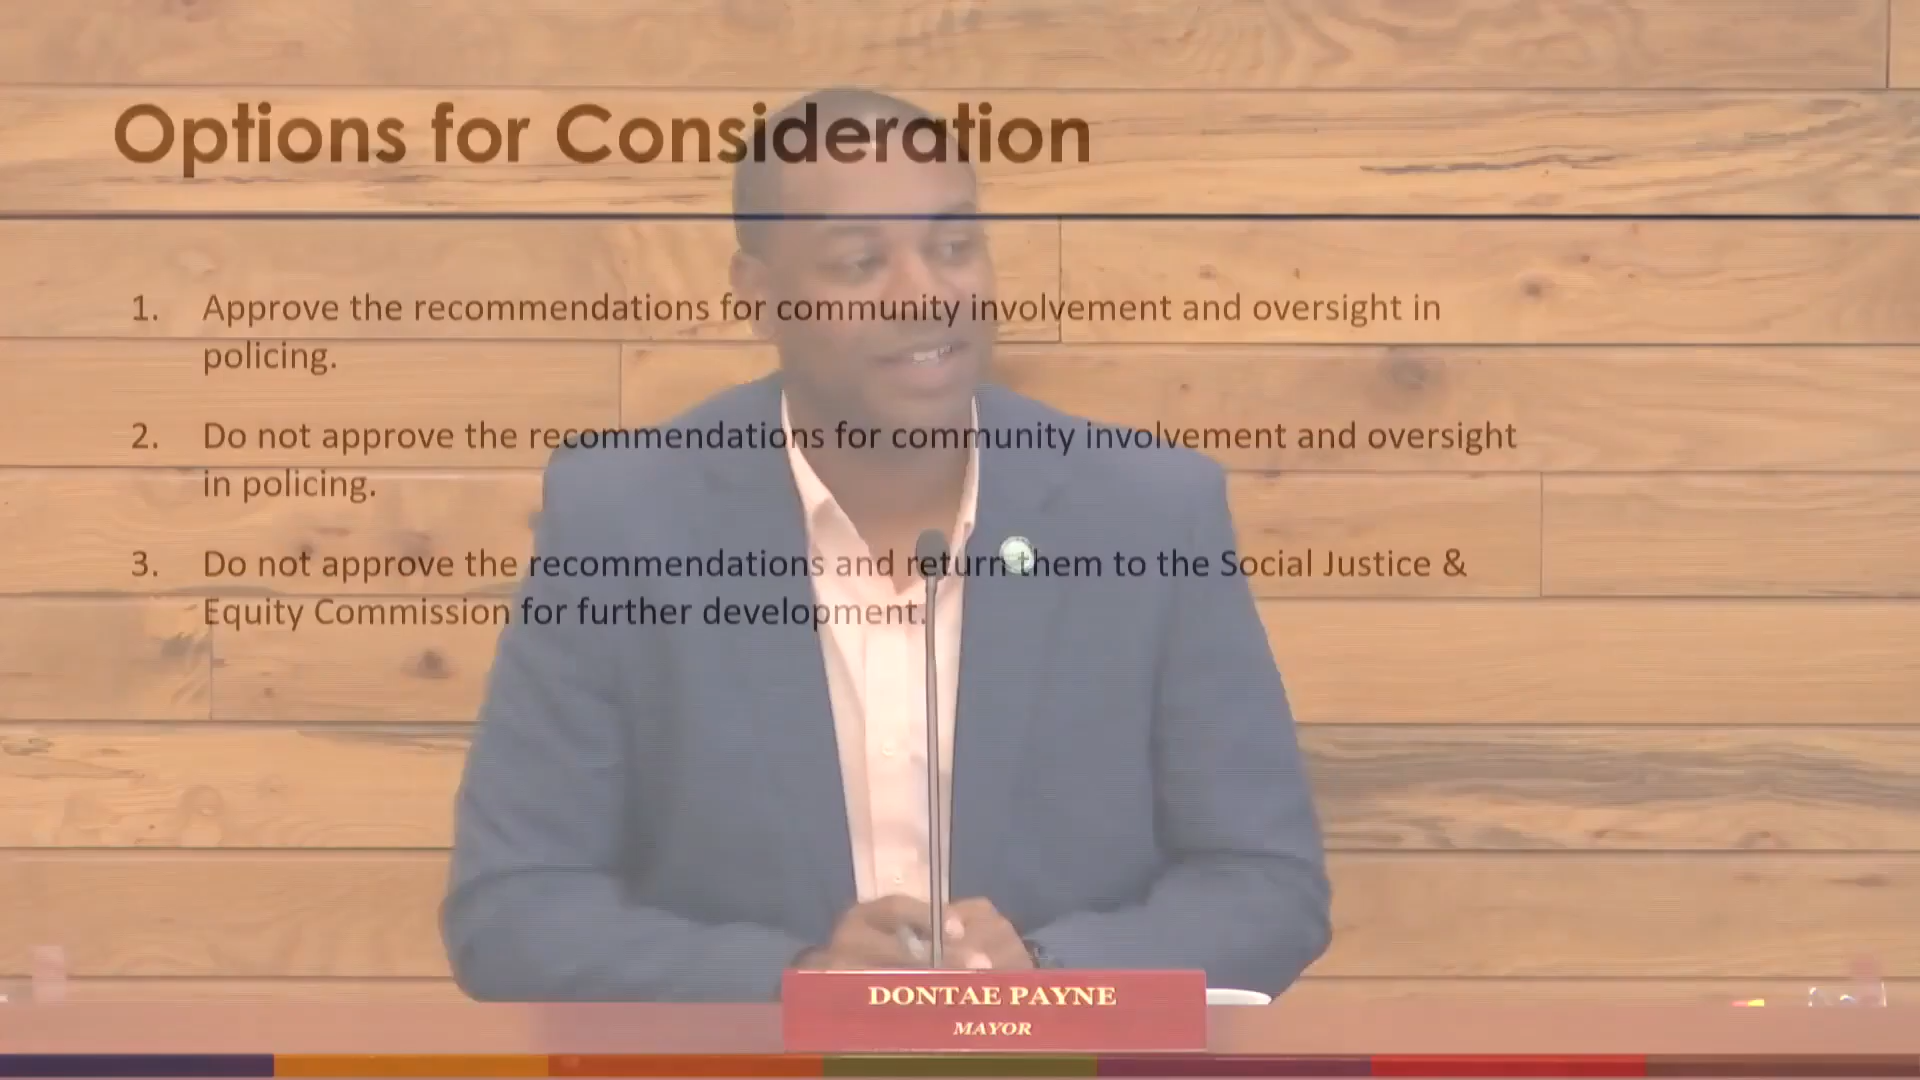 Options for Consideration
1. Approve the recommendations for community involvement and oversight in
policing.
2. Do not approve the recommendations for community involvement and oversight
in policing.
3. Do not approve the recommendations and return them to the Social Justice &
Equity Commission for further development.
DONTAE PAYNE
MAYOR